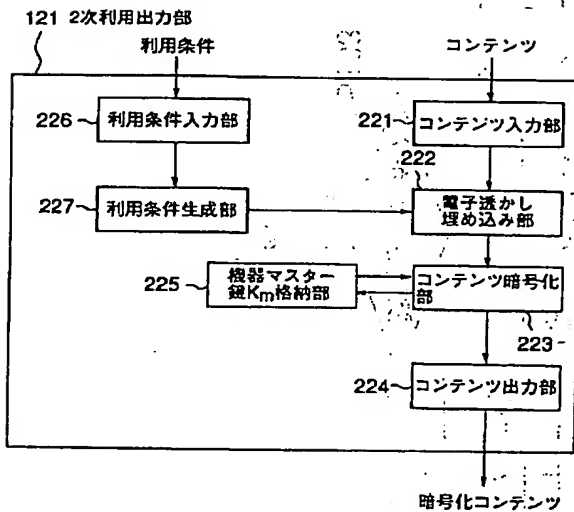 121 2次利用出力部
利用条件
コンテンツ
226
利用条件入力部
221
コンテンツ入力部
222
227
利用条件生成部
電子透かし
埋め込み部
225
機器マスター
鍵Km格納部
コンテンツ暗号化
部
223
224
コンテンツ出力部
暗号化コンテンツ